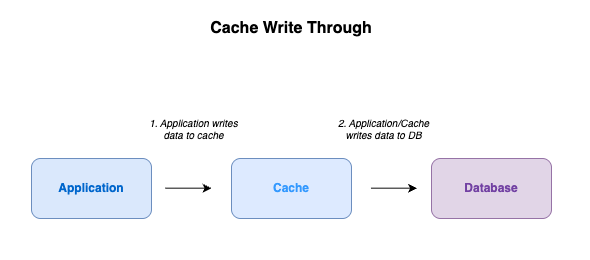 Cache Write Through
1. Application writes
data to cache
2. Application/Cache
writes data to DB
Application
Cache
Database